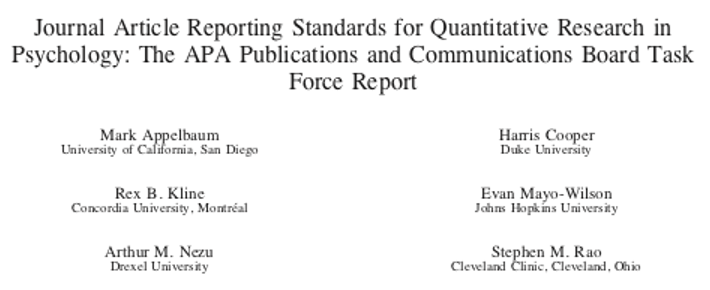 Journal Article Reporting Standards for Quantitative Research in
Psychology: The APA Publications and Communications Board Task
Force Report
Mark Appelbaum
University of California, San Diego
Harris Cooper
Duke University
Rex B. Kline
Concordia University, Montréal
Evan Mayo-Wilson
Johns Hopkins University
Arthur M. Nezu
Drexel University
Stephen M. Rao
Cleveland Clinic, Cleveland, Ohio